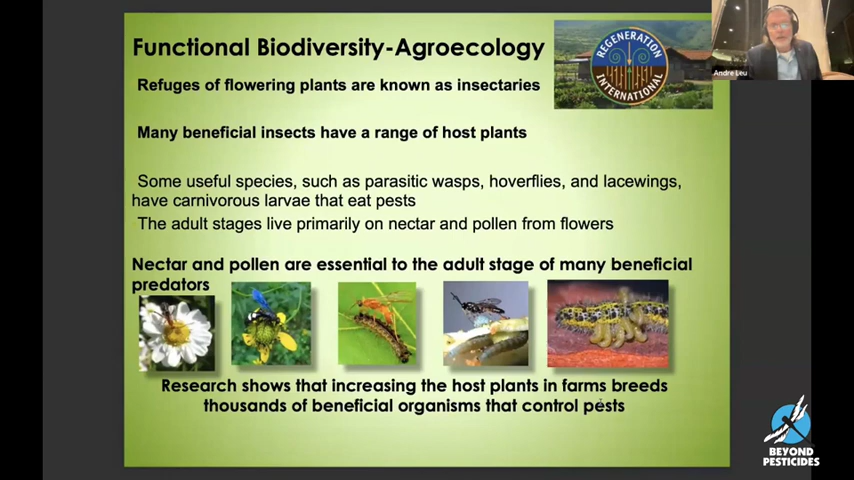 Functional Biodiversity-Agroecology
REGENERATION
INTERNATIONAL
Andre Leu
Refuges of flowering plants are known as insectaries
Many beneficial insects have a range of host plants
Some useful species, such as parasitic wasps, hoverflies, and lacewings,
have carnivorous larvae that eat pests
The adult stages live primarily on nectar and pollen from flowers
Nectar and pollen are essential to the adult stage of many beneficial
predators
Research shows that increasing the host plants in farms breeds
thousands of beneficial organisms that control pests
BEYOND
PESTICIDES